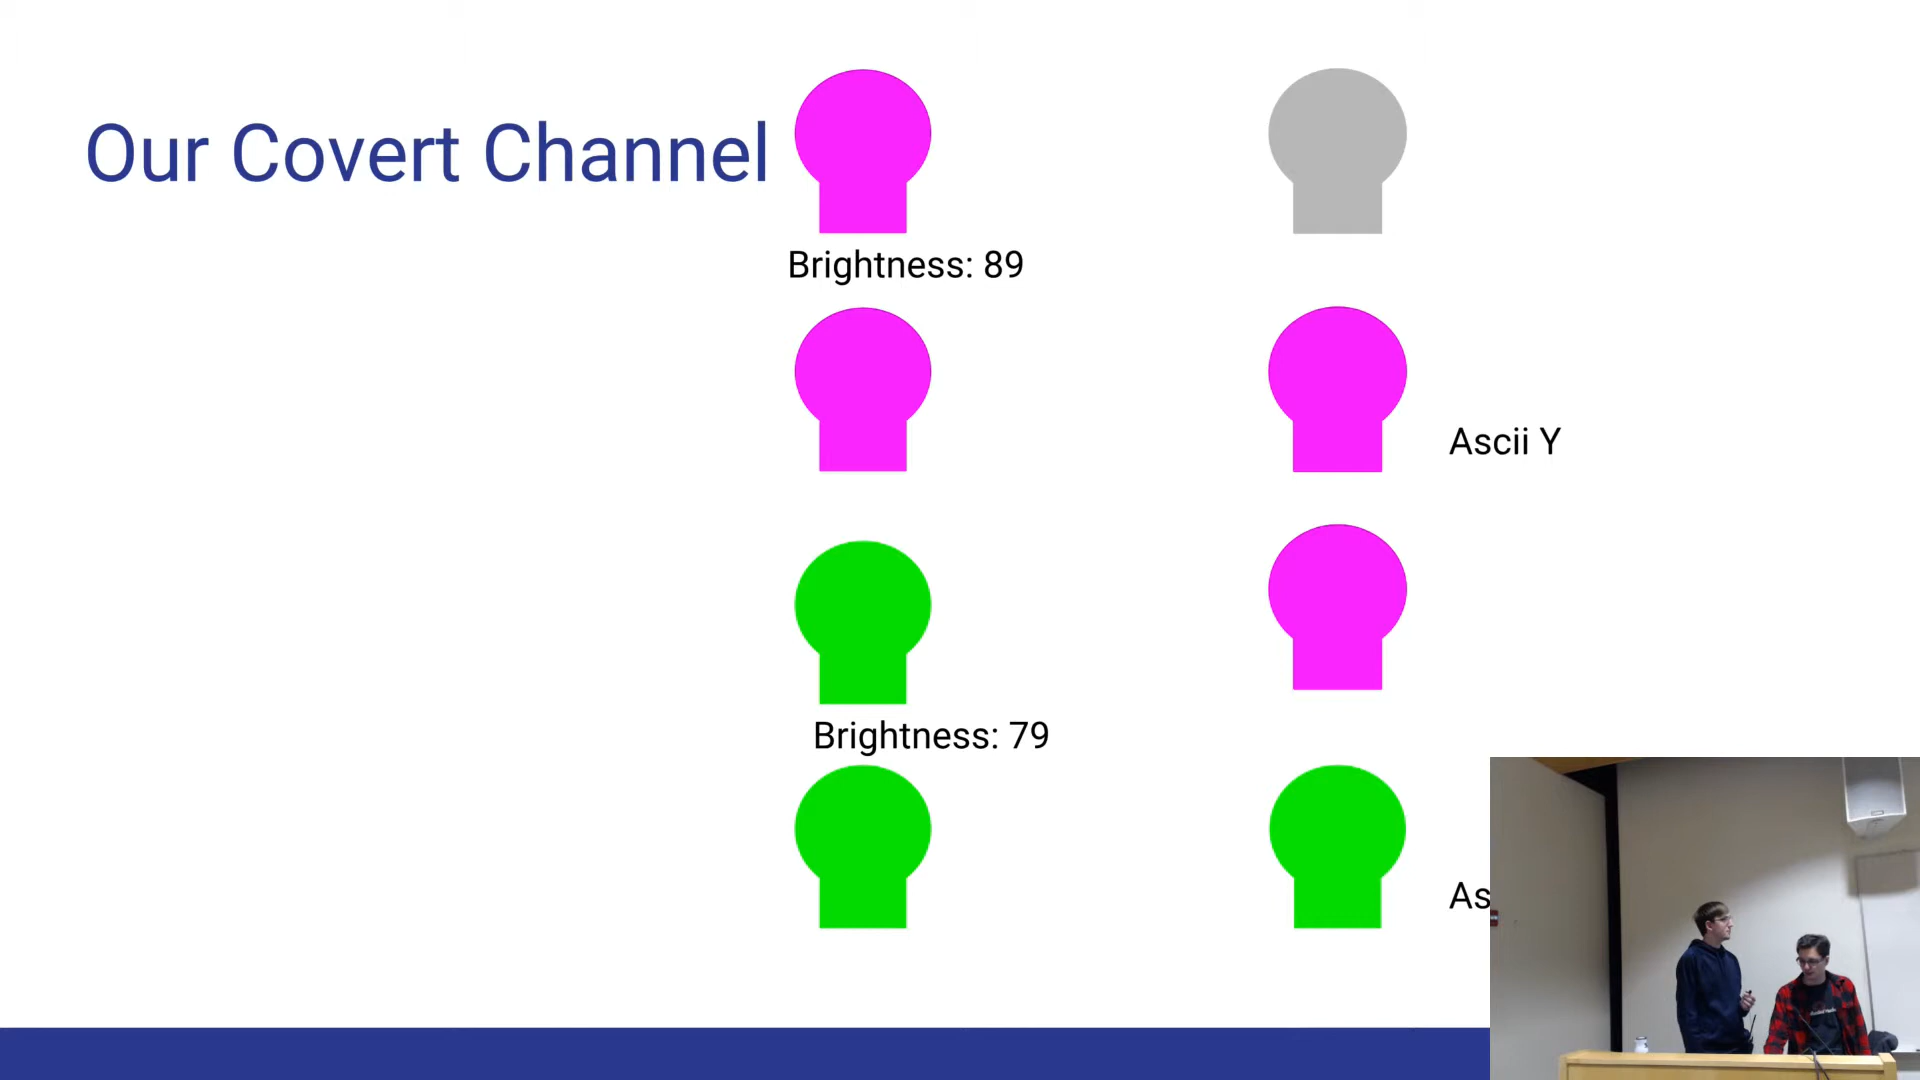 Our Covert Channel
Brightness: 89
Ascii Y
Brightness: 79
As